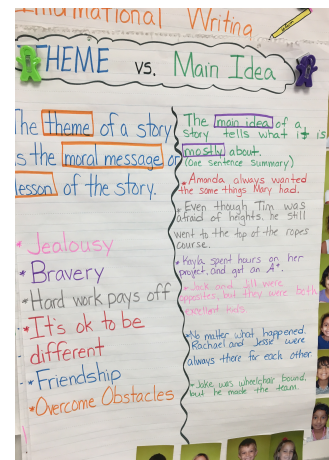 Informational Writing
THEME vs. Main Idea
The theme of a story
is the moral message or
lesson of the story.
* Jealousy
* Bravery
* Hard work pays off
* It's ok to be
different
* Friendship
* Overcome Obstacles
The main idea of a
story tells what it is
mostly about.
(One sentence summary)
* Amanda always wanted
the same things Mary had.
Even though Tim was
afraid of heights, he still
went to the top of the ropes
course.
* Kayla spent hours on her
project, and got an A+.
* Jack and Jill were
opposites, but they were both
excellent kids
* No matter what happened,
Rachael and Jessie were
always there for each other
* Jake was wheelchair bound,
but he made the team.